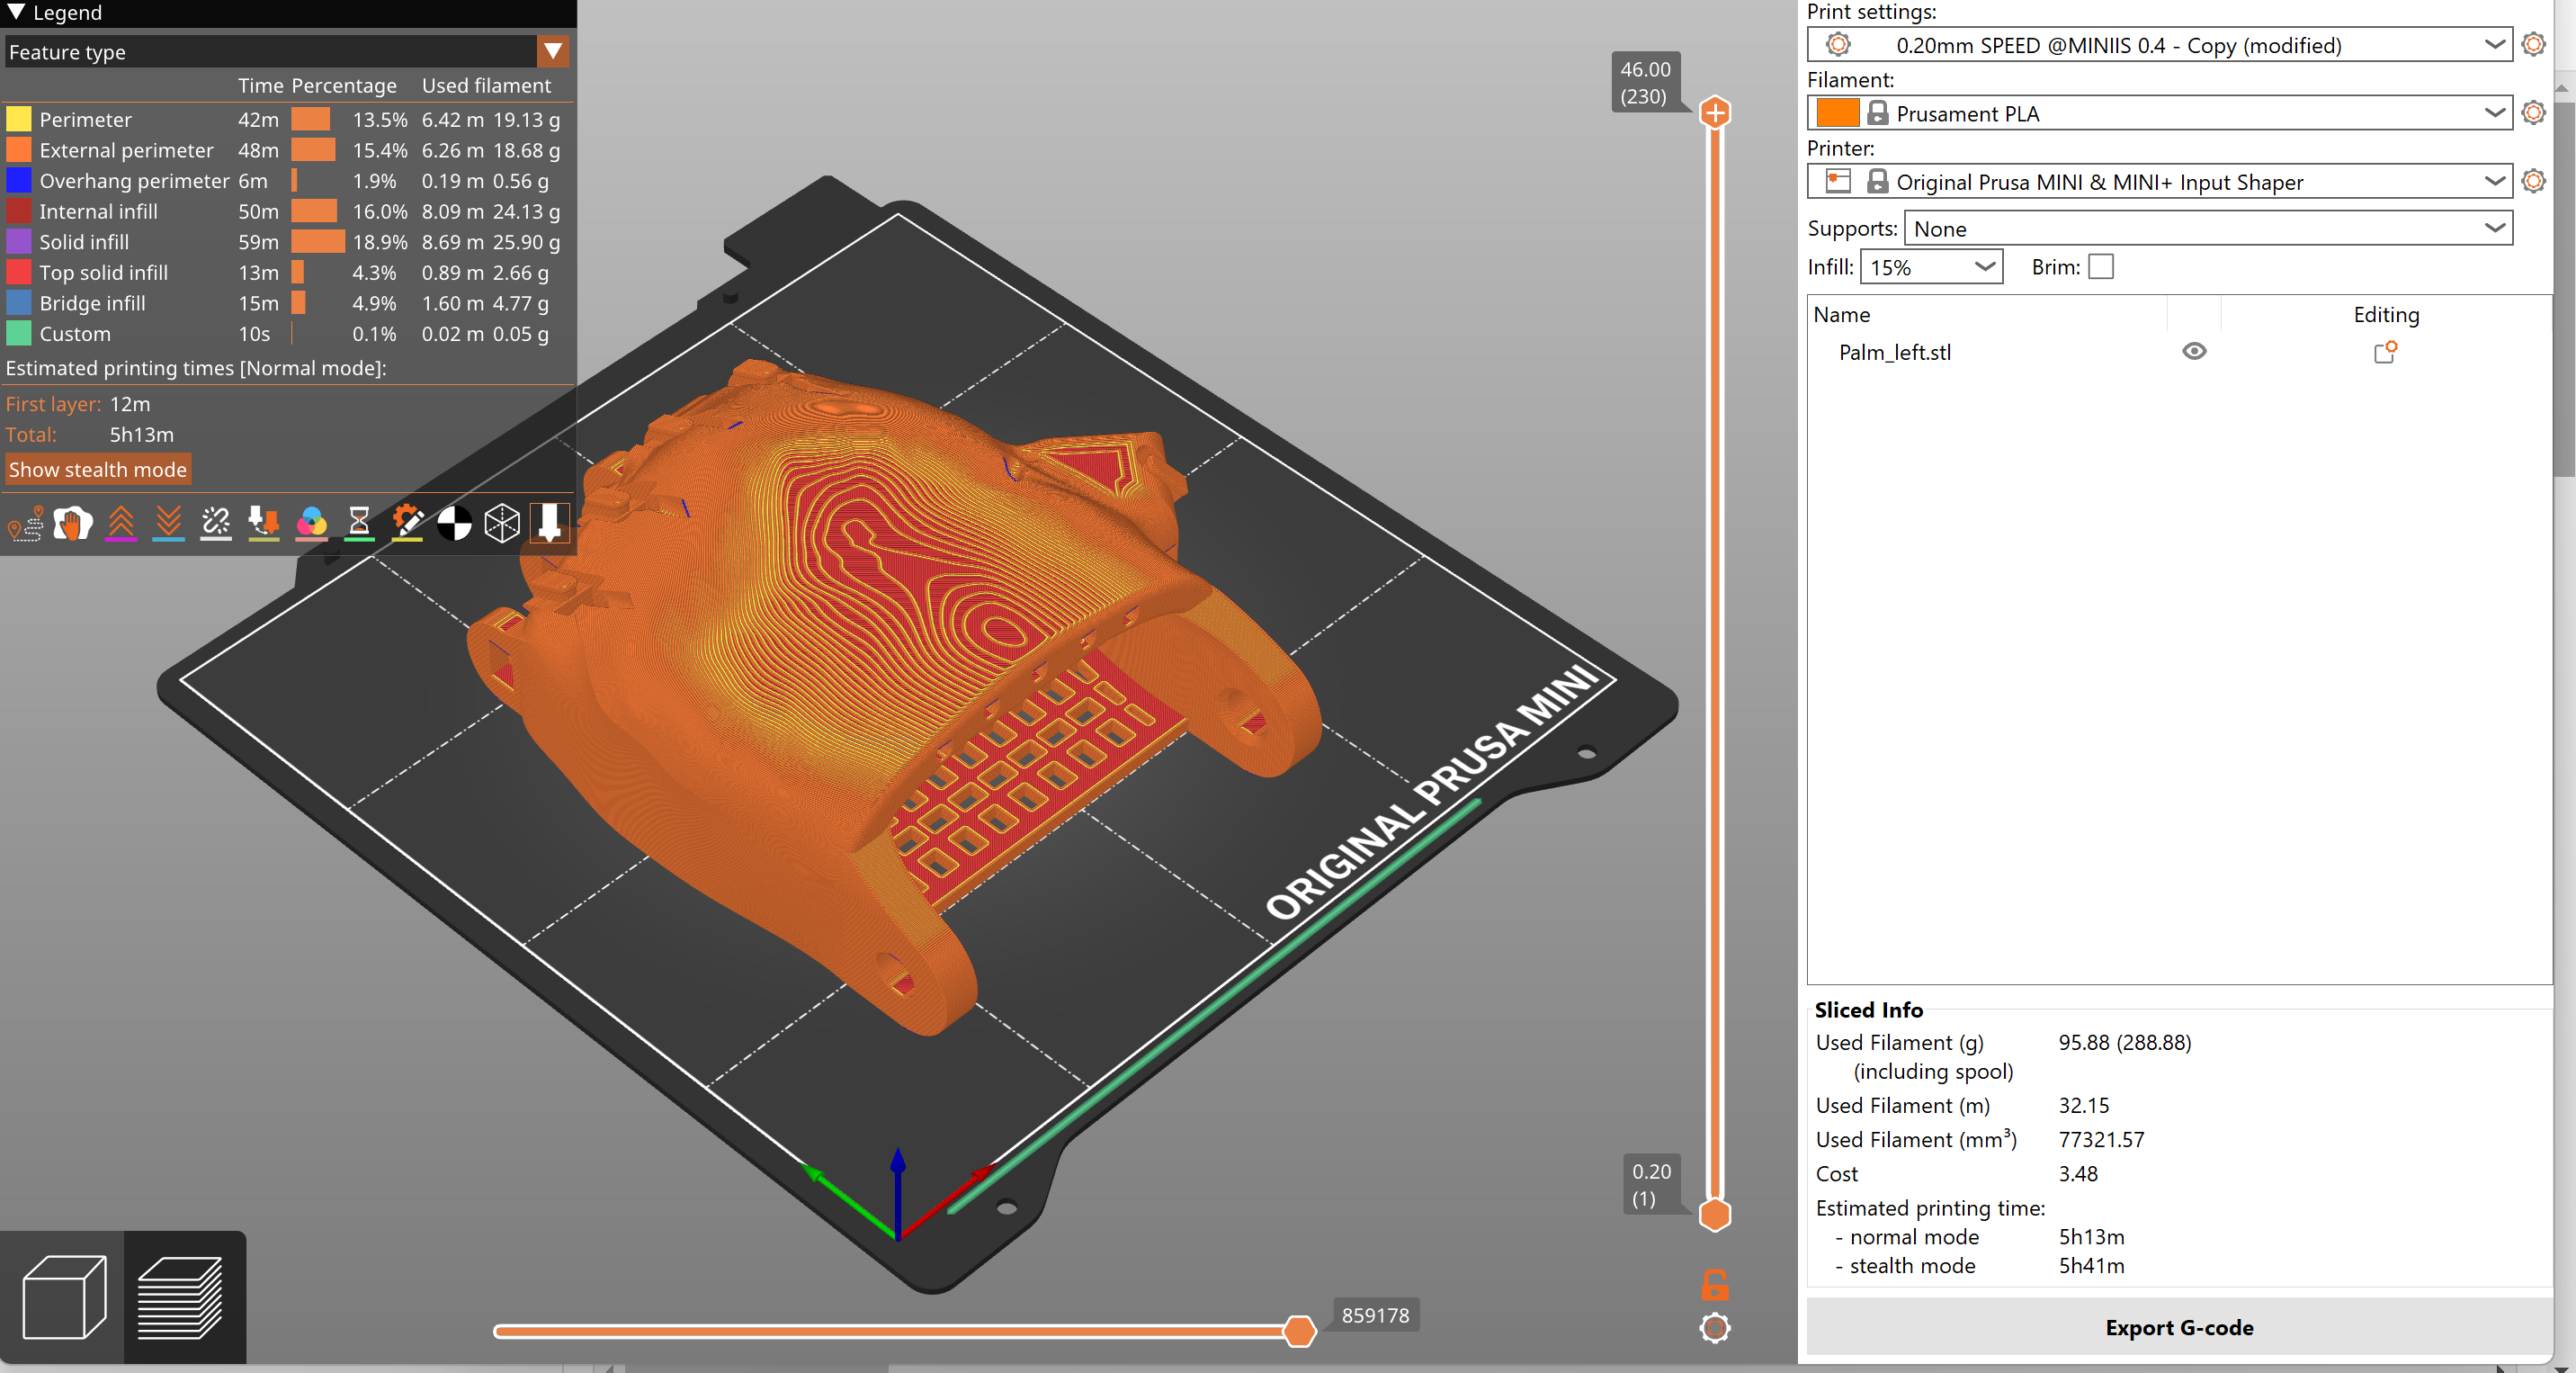 Legend
Feature type
Time Percentage Used filament
Perimeter 42m 13.5% 6.42 m 19.13 g
External perimeter 48m 15.4% 6.26 m 18.68 g
Overhang perimeter 6m 1.9% 0.19 m 0.56 g
Internal infill 50m 16.0% 8.09 m 24.13 g
Solid infill 59m 18.9% 8.69 m 25.90 g
Top solid infill 13m 4.3% 0.89 m 2.66 g
Bridge infill 15m 4.9% 1.60 m 4.77 g
Custom 10s 0.1% 0.02 m 0.05 g
Estimated printing times [Normal mode]:
First layer: 12m
Total: 5h13m
Show stealth mode
46.00
(230)
ORIGINAL PRUSA MINI
0.20
(1)
859178
Print settings:
0.20mm SPEED @MINIIS 0.4 - Copy (modified)
Filament:
Prusament PLA
Printer:
Original Prusa MINI & MINI+ Input Shaper
Supports: None
Infill: 15% Brim:
Name Editing
Palm_left.stl
Sliced Info
Used Filament (g) 95.88 (288.88)
(including spool)
Used Filament (m) 32.15
Used Filament (mm³) 77321.57
Cost 3.48
Estimated printing time:
- normal mode 5h13m
- stealth mode 5h41m
Export G-code